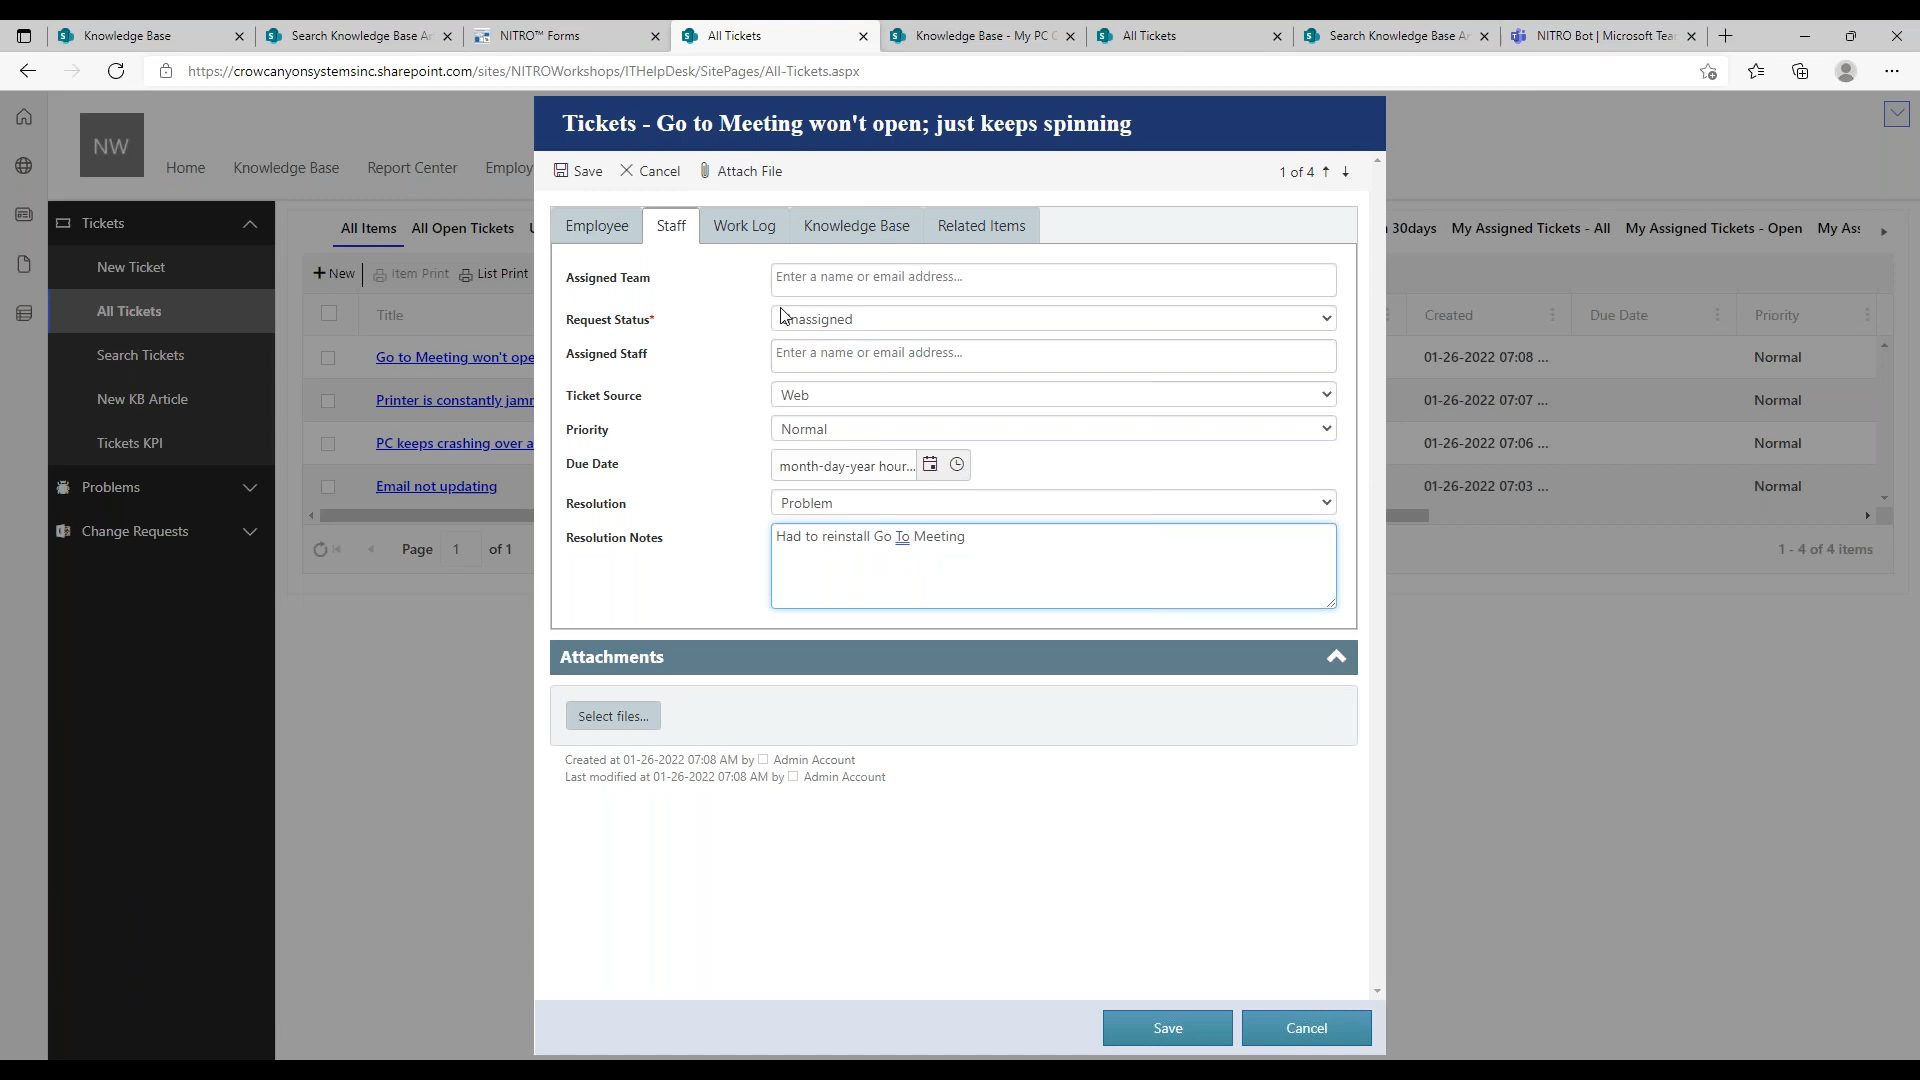 Knowledge Base
Search Knowledge Base Ar
NITRO™ Forms
All Tickets
Knowledge Base - My PC C
All Tickets
Search Knowledge Base Ar
NITRO Bot | Microsoft Tea
https://crowcanyonsystemsinc.sharepoint.com/sites/NITROWorkshops/ITHelpDesk/SitePages/All-Tickets.aspx
NW
Home Knowledge Base Report Center Employ
Tickets
New Ticket
All Tickets
Search Tickets
New KB Article
Tickets KPI
Problems
Change Requests
All Items All Open Tickets
New Item Print List Print
Title
Go to Meeting won't ope
Printer is constantly jamm
PC keeps crashing over a
Email not updating
Page 1 of 1
Tickets - Go to Meeting won't open; just keeps spinning
Save Cancel Attach File 1 of 4
Employee Staff Work Log Knowledge Base Related Items
Assigned Team Enter a name or email address...
Request Status* Unassigned
Assigned Staff Enter a name or email address...
Ticket Source Web
Priority Normal
Due Date month-day-year hour...
Resolution Problem
Resolution Notes Had to reinstall Go To Meeting
Attachments
Select files...
Created at 01-26-2022 07:08 AM by Admin Account
Last modified at 01-26-2022 07:08 AM by Admin Account
Save Cancel
30days My Assigned Tickets - All My Assigned Tickets - Open My Ass
Created Due Date Priority
01-26-2022 07:08 ... Normal
01-26-2022 07:07 ... Normal
01-26-2022 07:06 ... Normal
01-26-2022 07:03 ... Normal
1 - 4 of 4 items